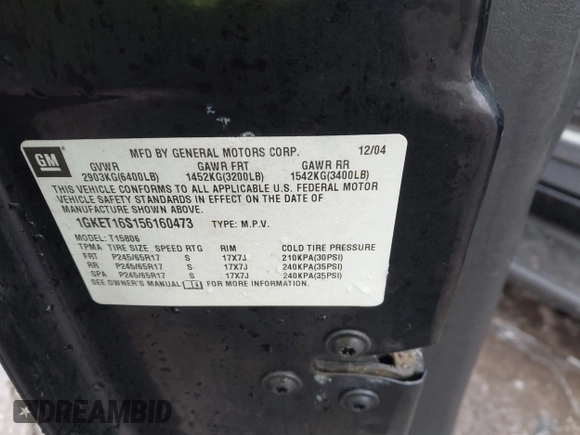 GM
MFD BY GENERAL MOTORS CORP. 12/04
GVWR GAWR FRT GAWR RR
2903KG(6400LB) 1452KG(3200LB) 1542KG(3400LB)
THIS VEHICLE CONFORMS TO ALL APPLICABLE U.S. FEDERAL MOTOR
VEHICLE SAFETY STANDARDS IN EFFECT ON THE DATE OF
MANUFACTURE SHOWN ABOVE.
1GKET16S156160473 TYPE: M.P.V.
MODEL: T15806
TPMA TIRE SIZE SPEED RTG RIM COLD TIRE PRESSURE
FRT P245/65R17 S 17X7J 210KPA(30PSI)
RR P245/65R17 S 17X7J 240KPA(35PSI)
SPA P245/65R17 S 17X7J 240KPA(35PSI)
SEE OWNER'S MANUAL FOR MORE INFORMATION.
DREAMBID